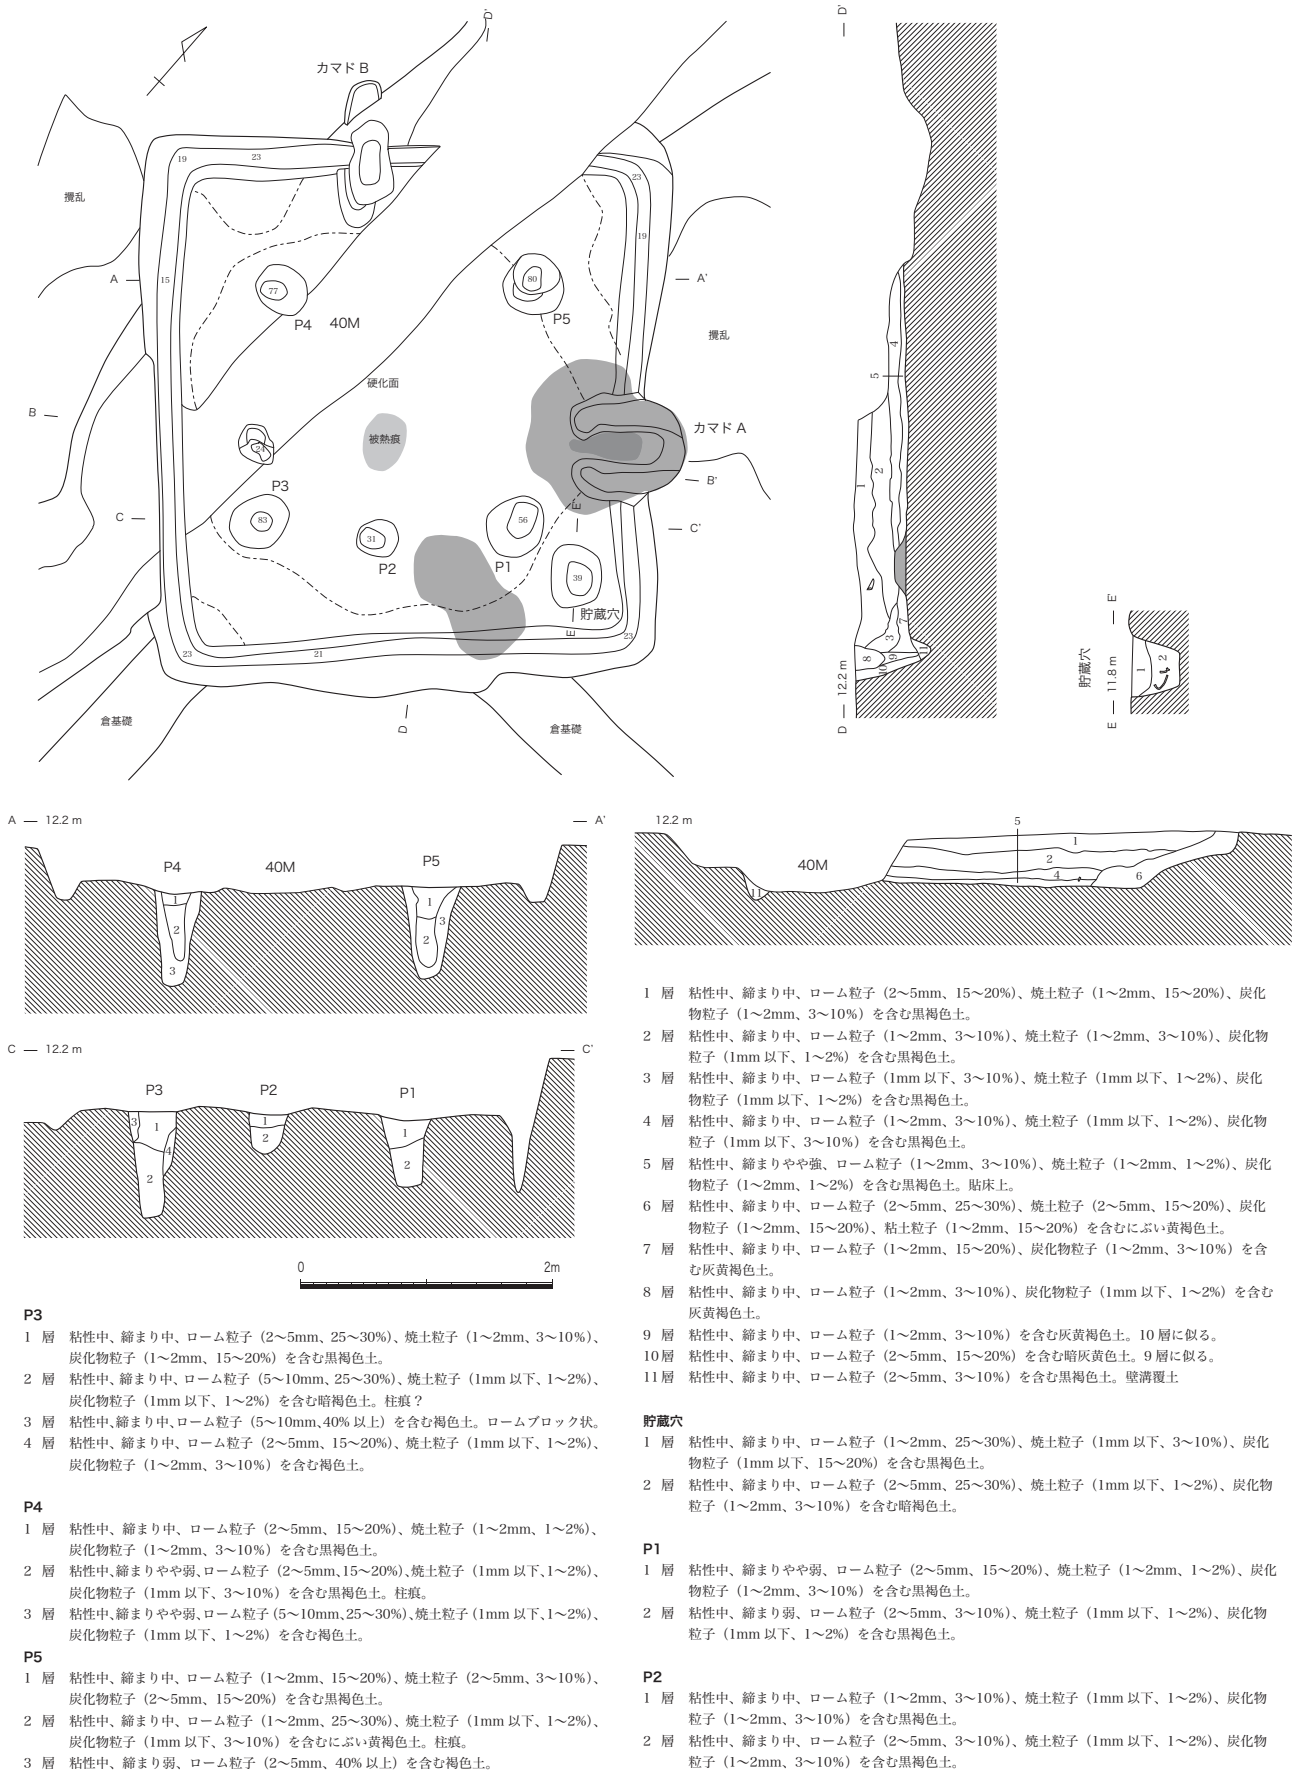 カマド B
D'
19
23
撹乱
23
19
A
15
A'
77
80
P4
40M
P5
撹乱
硬化面
B
被熱痕
カマド A
24
B'
P3
E'
C
83
56
C'
31
P2
P1
39
貯蔵穴
E
23
23
21
倉基礎
D
倉基礎
D'
4
5
2
1
7
3
11
9
8
10
D
12.2 m
貯蔵穴
E'
2
1
E
11.8 m
A
12.2 m
A'
P4
40M
P5
1
2
3
1
3
2
C
12.2 m
C'
P3
P2
P1
3
1
4
2
1
2
1
2
0
2m
12.2 m
5
40M
1
2
4
6
11
P3
1 層 粘性中、締まり中、ローム粒子（2〜5mm、25〜30%）、焼土粒子（1〜2mm、3〜10%）、
炭化物粒子（1〜2mm、15〜20%）を含む黒褐色土。
2 層 粘性中、締まり中、ローム粒子（5〜10mm、25〜30%）、焼土粒子（1mm 以下、1〜2%）、
炭化物粒子（1mm 以下、1〜2%）を含む暗褐色土。柱痕？
3 層 粘性中、締まり中、ローム粒子（5〜10mm、40% 以上）を含む褐色土。ロームブロック状。
4 層 粘性中、締まり中、ローム粒子（2〜5mm、15〜20%）、焼土粒子（1mm 以下、1〜2%）、
炭化物粒子（1〜2mm、3〜10%）を含む褐色土。
P4
1 層 粘性中、締まり中、ローム粒子（2〜5mm、15〜20%）、焼土粒子（1〜2mm、1〜2%）、
炭化物粒子（1〜2mm、3〜10%）を含む黒褐色土。
2 層 粘性中、締まりやや弱、ローム粒子（2〜5mm、15〜20%）、焼土粒子（1mm 以下、1〜2%）、
炭化物粒子（1mm 以下、3〜10%）を含む黒褐色土。柱痕。
3 層 粘性中、締まりやや弱、ローム粒子（5〜10mm、25〜30%）、焼土粒子（1mm 以下、1〜2%）、
炭化物粒子（1mm 以下、1〜2%）を含む褐色土。
P5
1 層 粘性中、締まり中、ローム粒子（1〜2mm、15〜20%）、焼土粒子（2〜5mm、3〜10%）、
炭化物粒子（2〜5mm、15〜20%）を含む黒褐色土。
2 層 粘性中、締まり中、ローム粒子（1〜2mm、25〜30%）、焼土粒子（1mm 以下、1〜2%）、
炭化物粒子（1mm 以下、3〜10%）を含むにぶい黄褐色土。柱痕。
3 層 粘性中、締まり弱、ローム粒子（2〜5mm、40% 以上）を含む褐色土。
1 層 粘性中、締まり中、ローム粒子（2〜5mm、15〜20%）、焼土粒子（1〜2mm、15〜20%）、炭化
物粒子（1〜2mm、3〜10%）を含む黒褐色土。
2 層 粘性中、締まり中、ローム粒子（1〜2mm、3〜10%）、焼土粒子（1〜2mm、3〜10%）、炭化物
粒子（1mm 以下、1〜2%）を含む黒褐色土。
3 層 粘性中、締まり中、ローム粒子（1mm 以下、3〜10%）、焼土粒子（1mm 以下、1〜2%）、炭化
物粒子（1mm 以下、1〜2%）を含む黒褐色土。
4 層 粘性中、締まり中、ローム粒子（1〜2mm、3〜10%）、焼土粒子（1mm 以下、1〜2%）、炭化物
粒子（1mm 以下、3〜10%）を含む黒褐色土。
5 層 粘性中、締まりやや強、ローム粒子（1〜2mm、3〜10%）、焼土粒子（1〜2mm、1〜2%）、炭化
物粒子（1〜2mm、1〜2%）を含む黒褐色土。貼床上。
6 層 粘性中、締まり中、ローム粒子（2〜5mm、25〜30%）、焼土粒子（2〜5mm、15〜20%）、炭化
物粒子（1〜2mm、15〜20%）、粘土粒子（1〜2mm、15〜20%）を含むにぶい黄褐色土。
7 層 粘性中、締まり中、ローム粒子（1〜2mm、15〜20%）、炭化物粒子（1〜2mm、3〜10%）を含
む灰黄褐色土。
8 層 粘性中、締まり中、ローム粒子（1〜2mm、3〜10%）、炭化物粒子（1mm 以下、1〜2%）を含む
灰黄褐色土。
9 層 粘性中、締まり中、ローム粒子（1〜2mm、3〜10%）を含む灰黄褐色土。10 層に似る。
10層 粘性中、締まり中、ローム粒子（2〜5mm、15〜20%）を含む暗灰黄色土。9 層に似る。
11層 粘性中、締まり中、ローム粒子（2〜5mm、3〜10%）を含む黒褐色土。壁溝覆土
貯蔵穴
1 層 粘性中、締まり中、ローム粒子（1〜2mm、25〜30%）、焼土粒子（1mm 以下、3〜10%）、炭化
物粒子（1mm 以下、15〜20%）を含む黒褐色土。
2 層 粘性中、締まり中、ローム粒子（2〜5mm、25〜30%）、焼土粒子（1mm 以下、1〜2%）、炭化物
粒子（1〜2mm、3〜10%）を含む暗褐色土。
P1
1 層 粘性中、締まりやや弱、ローム粒子（2〜5mm、15〜20%）、焼土粒子（1〜2mm、1〜2%）、炭化
物粒子（1〜2mm、3〜10%）を含む黒褐色土。
2 層 粘性中、締まり弱、ローム粒子（2〜5mm、3〜10%）、焼土粒子（1mm 以下、1〜2%）、炭化物
粒子（1mm 以下、1〜2%）を含む黒褐色土。
P2
1 層 粘性中、締まり中、ローム粒子（1〜2mm、3〜10%）、焼土粒子（1mm 以下、1〜2%）、炭化物
粒子（1〜2mm、3〜10%）を含む黒褐色土。
2 層 粘性中、締まり中、ローム粒子（2〜5mm、3〜10%）、焼土粒子（1mm 以下、1〜2%）、炭化物
粒子（1〜2mm、3〜10%）を含む黒褐色土。